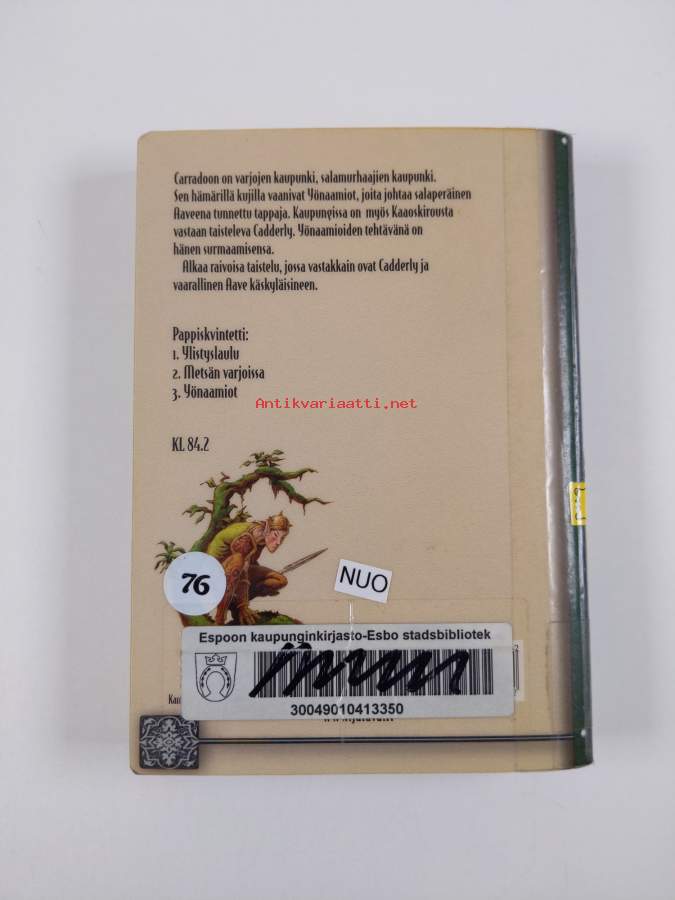 Carradoon on varjojen kaupunki, salamurhaajien kaupunki.
Sen hämärillä kujilla vaanivat Yönaamiot, joita johtaa salaperäinen
Aaveena tunnettu tappaja. Kaupungissa on myös Kaaoskirousta
vastaan taisteleva Cadderly. Yönaamioiden tehtävänä on
hänen surmaamisensa.
Alkaa raivoisa taistelu, jossa vastakkain ovat Cadderly ja
vaarallinen Aave käskyläisineen.
Pappiskvintetti:
1. Ylistyslaulu
2. Metsän varjoissa
3. Yönaamiot
Antikvariaatti.net
KL 84.2
76
NUO
Espoon kaupunginkirjasto-Esbo stadsbibliotek
30049010413350